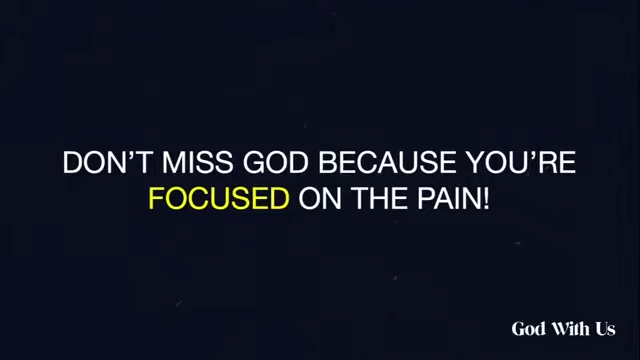 DON'T MISS GOD BECAUSE YOU'RE
FOCUSED ON THE PAIN!
God With Us